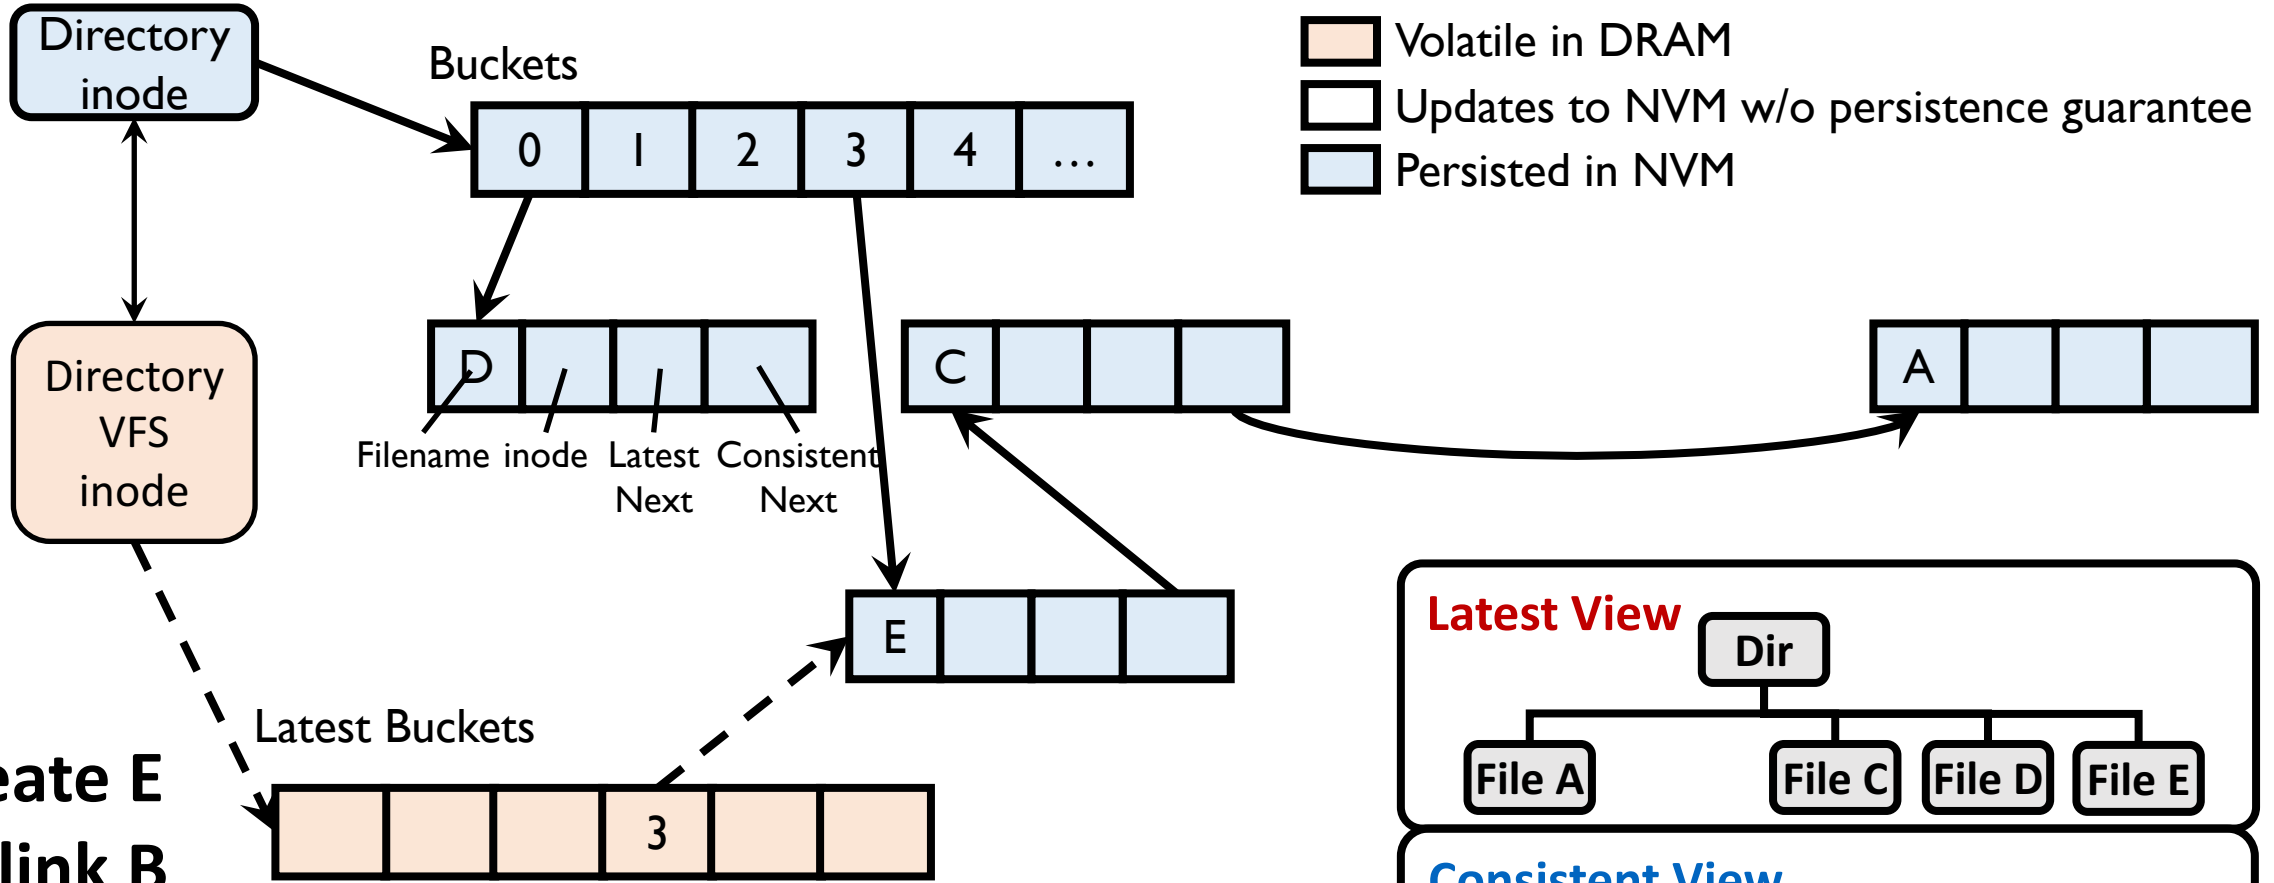 Directory
inode
Buckets
0 1 2 3 4 ...
Volatile in DRAM
Updates to NVM w/o persistence guarantee
Persisted in NVM
Directory
VFS
inode
D
Filename inode Latest Next Consistent Next
C
A
E
Latest Buckets
3
eate E
link B
Latest View
Dir
File A File C File D File E
Consistent View